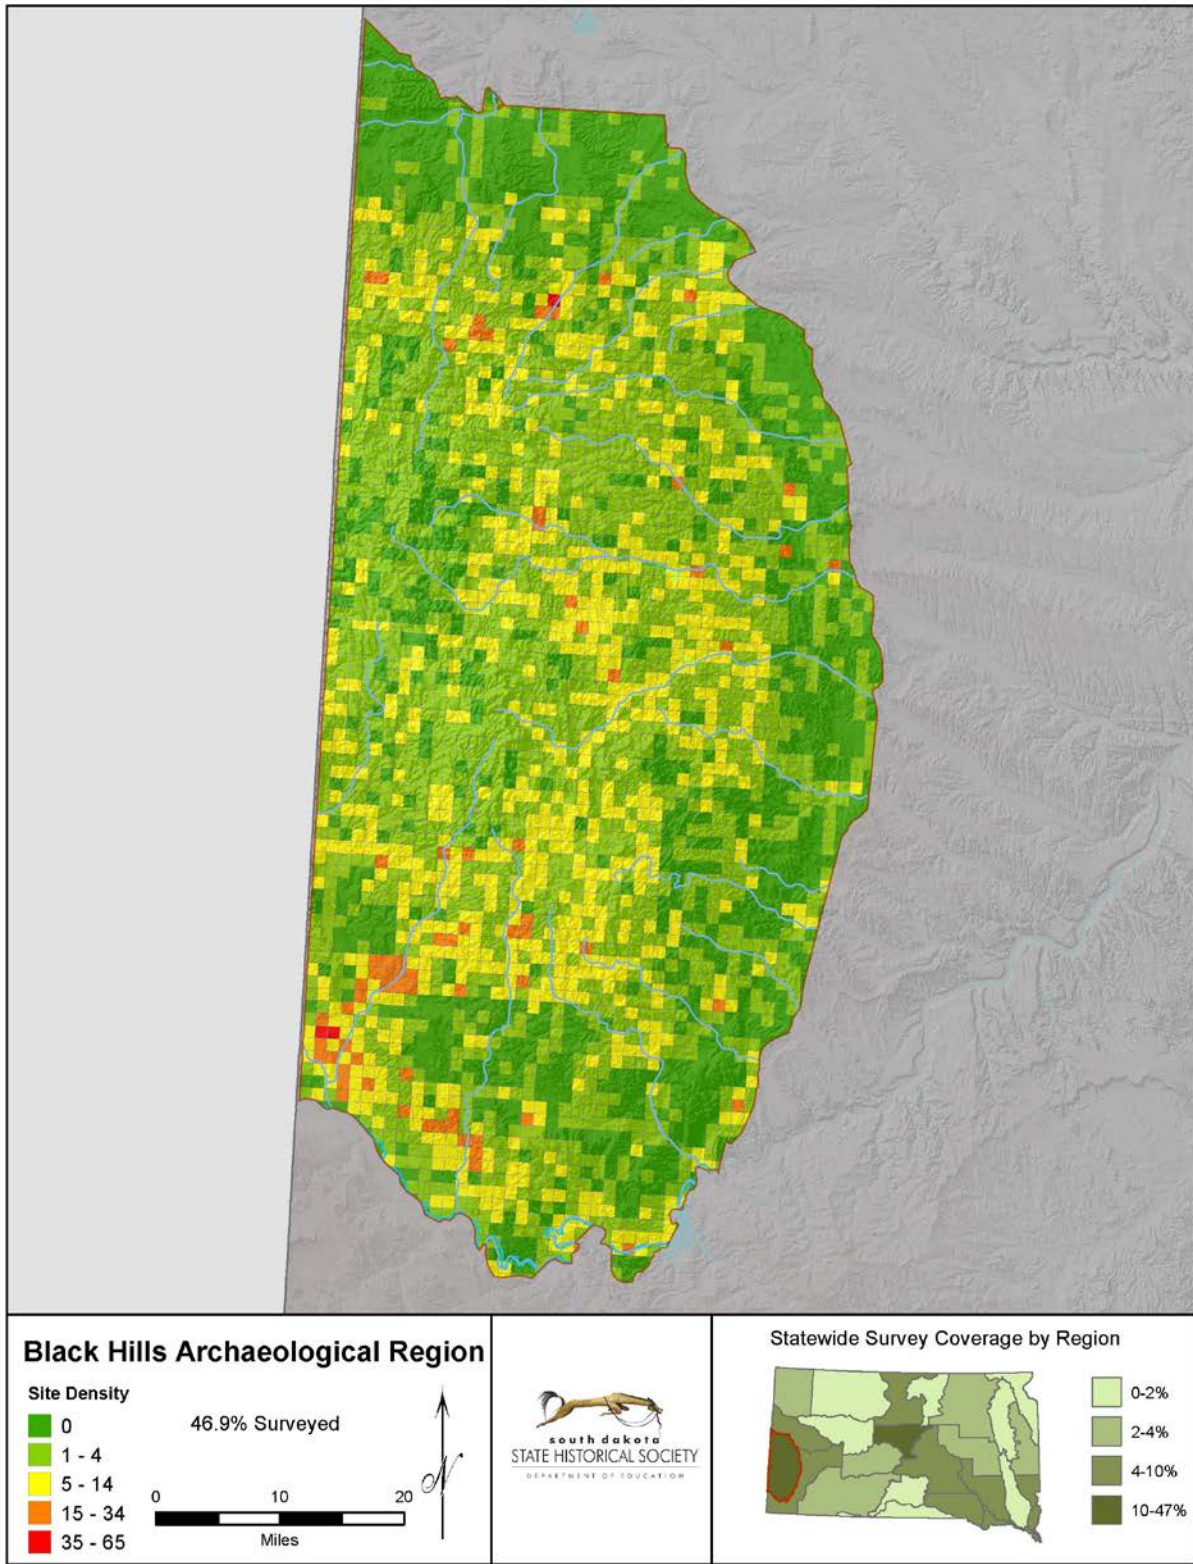 Black Hills Archaeological Region
Site Density
0
1 - 4
5 - 14
15 - 34
35 - 65
46.9% Surveyed
0 10 20
Miles
N
south dakota
STATE HISTORICAL SOCIETY
DEPARTMENT OF EDUCATION
Statewide Survey Coverage by Region
0-2%
2-4%
4-10%
10-47%